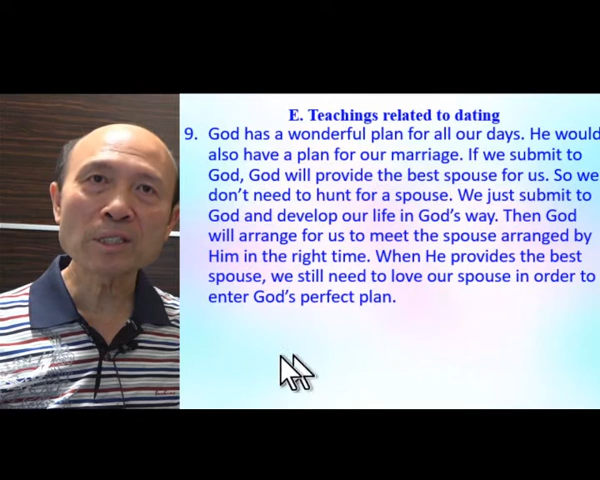 E. Teachings related to dating
9. God has a wonderful plan for all our days. He would
also have a plan for our marriage. If we submit to
God, God will provide the best spouse for us. So we
don't need to hunt for a spouse. We just submit to
God and develop our life in God's way. Then God
will arrange for us to meet the spouse arranged by
Him in the right time. When He provides the best
spouse, we still need to love our spouse in order to
enter God's perfect plan.